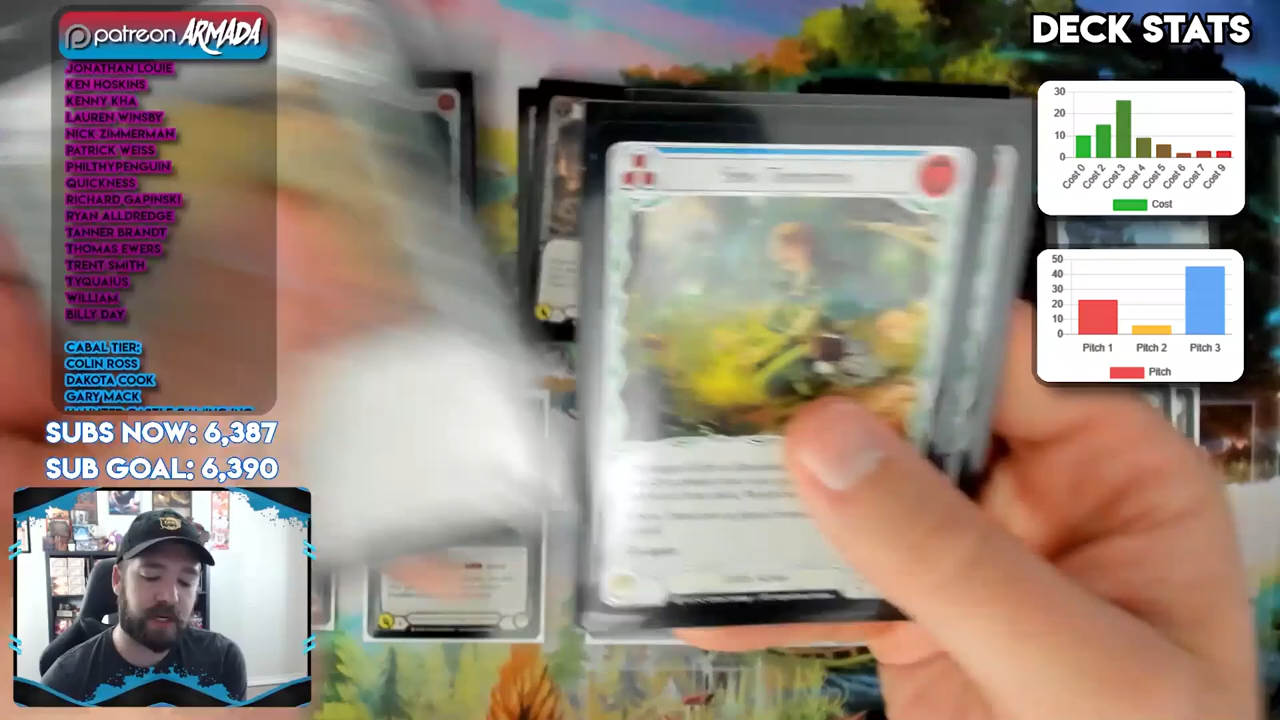 patreon ARMADA
JONATHAN LOUIE
KEN HOSKINS
KENNY KHA
LAUREN WINSBY
NICK ZIMMERMAN
PATRICK WEISS
PHILTHYPENGUIN
QUICKNESS
RICHARD GAPINSKI
RYAN ALLDREDGE
TANNER BRANDT
THOMAS EWERS
TRENT SMITH
TYQUAIUS
WILLIAM
BILLY DAY
CABAL TIER:
COLIN ROSS
DAKOTA COOK
GARY MACK
SUBS NOW: 6,387
SUB GOAL: 6,390
DECK STATS
30
20
10
0
Cost 0
Cost 2
Cost 3
Cost 4
Cost 5
Cost 6
Cost 7
Cost 9
Cost
50
40
30
20
10
0
Pitch 1
Pitch 2
Pitch 3
Pitch